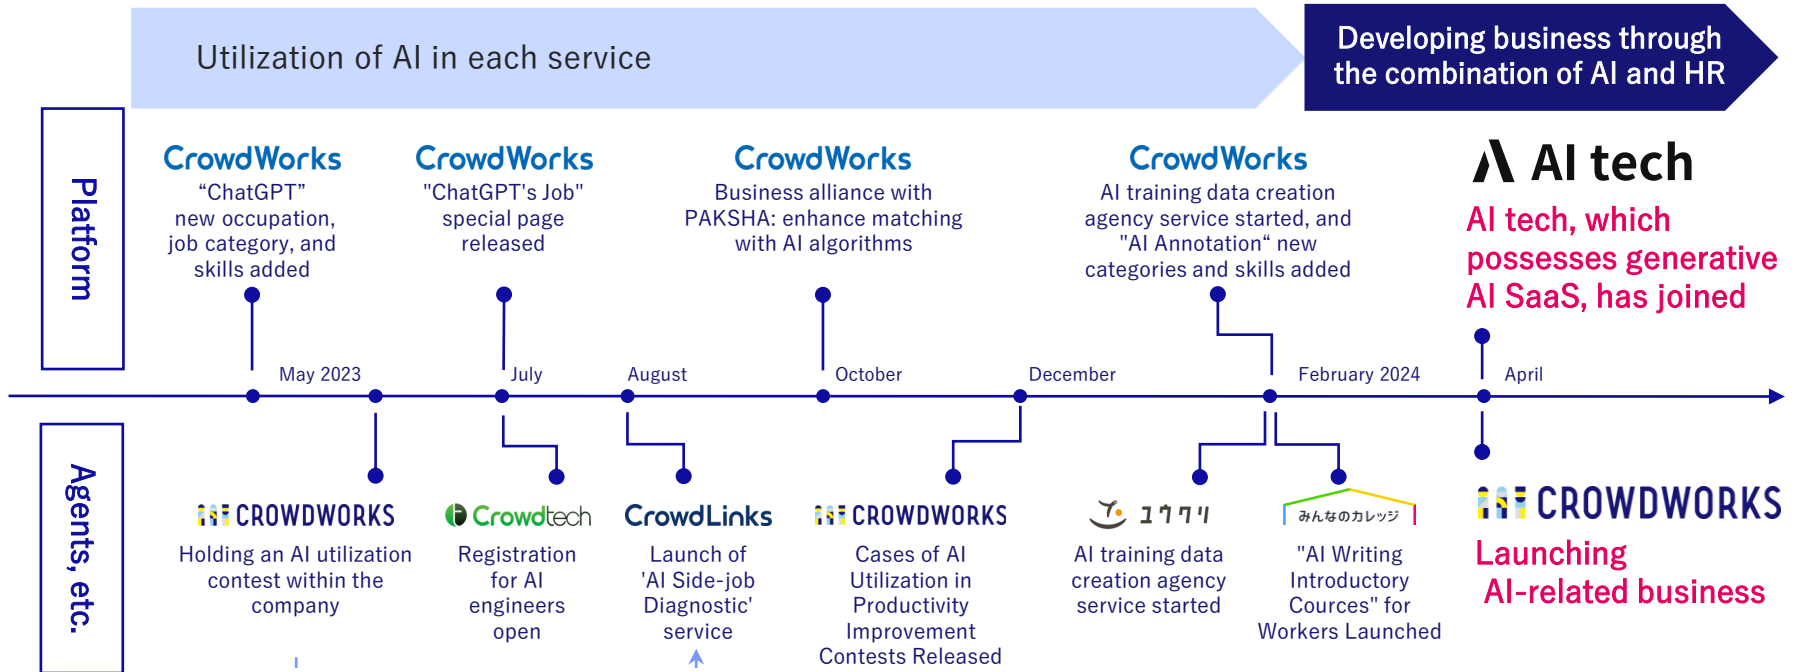 Utilization of AI in each service
Developing business through
the combination of AI and HR
Platform
CrowdWorks
“ChatGPT”
new occupation,
job category, and
skills added
CrowdWorks
"ChatGPT's Job"
special page
released
CrowdWorks
Business alliance with
PAKSHA: enhance matching
with AI algorithms
CrowdWorks
AI training data creation
agency service started, and
"AI Annotation“ new
categories and skills added
AI tech
AI tech, which
possesses generative
AI SaaS, has joined
May 2023
July
August
October
December
February 2024
April
Agents, etc.
CROWDWORKS
Holding an AI utilization
contest within the
company
Crowdtech
Registration
for AI
engineers
open
CrowdLinks
Launch of
'AI Side-job
Diagnostic'
service
CROWDWORKS
Cases of AI
Utilization in
Productivity
Improvement
Contests Released
ユウクリ
AI training data
creation agency
service started
みんなのカレッジ
"AI Writing
Introductory
Cources" for
Workers Launched
CROWDWORKS
Launching
AI-related business